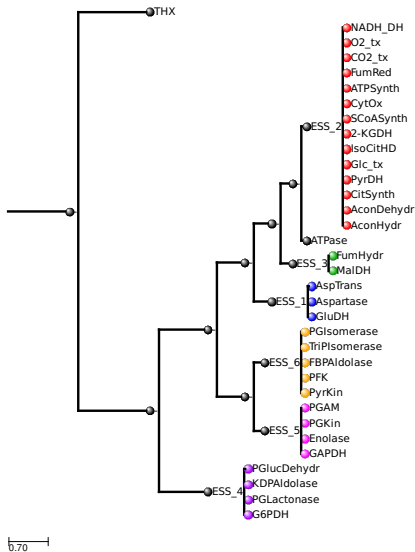 THX
NADH_DH
O2_tx
CO2_tx
FumRed
ATPSynth
CytOx
ESS_2
SCoASynth
2-KGDH
IsoCitHD
Glc_tx
PyrDH
CitSynth
AconDehydr
AconHydr
ATPase
FumHydr
ESS_3
MalDH
AspTrans
ESS_1
Aspartase
GluDH
PGIsomerase
TriPIsomerase
ESS_6
FBPAldolase
PFK
PyrKin
PGAM
PGKin
ESS_5
Enolase
GAPDH
PGlucDehydr
KDPAldolase
ESS_4
PGLactonase
G6PDH
0.70